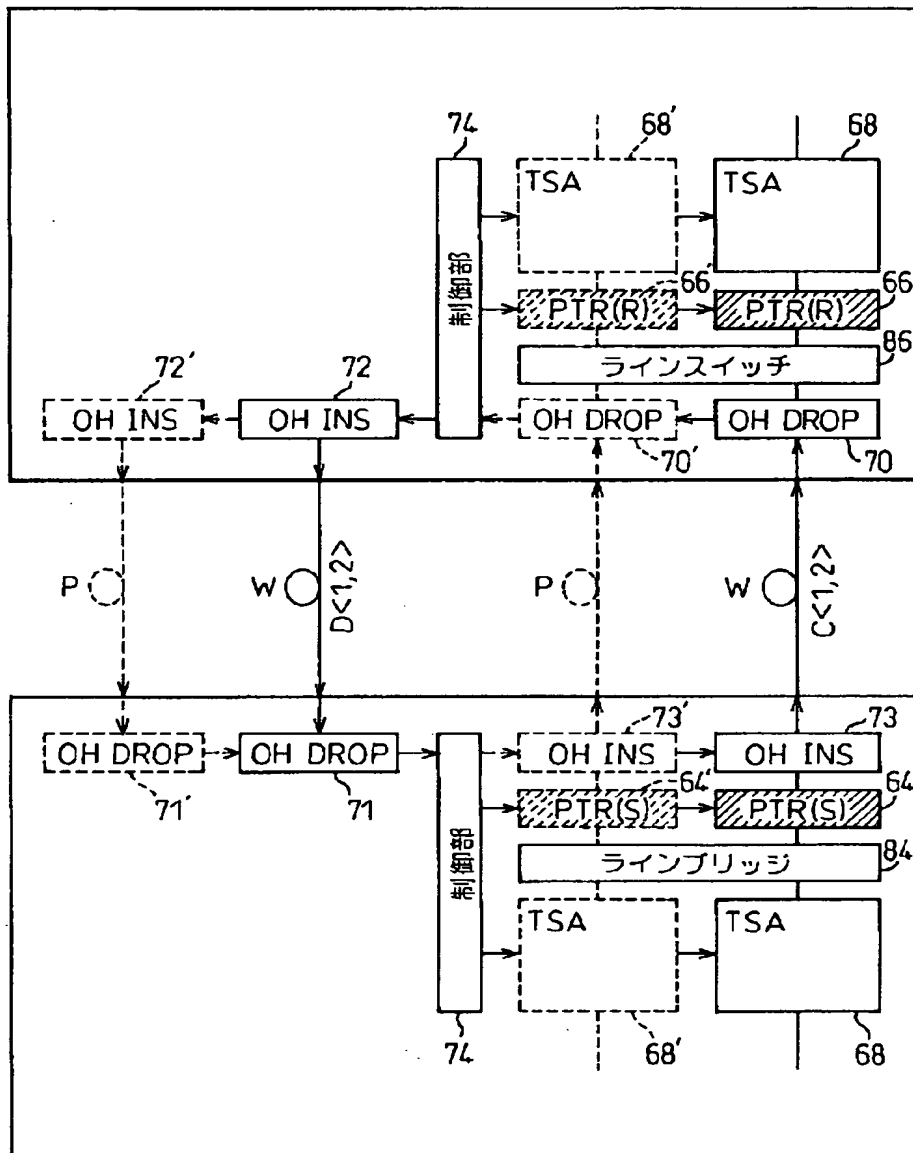 74
68′
68
TSA
TSA
制御部
66′
66
PTR(R)
PTR(R)
86
ラインスイッチ
72′
72
OH INS
OH INS
OH DROP
OH DROP
70′
70
P
W
D<1,2>
P
W
C<1,2>
73′
73
OH DROP
OH DROP
OH INS
OH INS
71′
71
64′
64
PTR(S)
PTR(S)
制御部
84
ラインブリッジ
TSA
TSA
74
68′
68